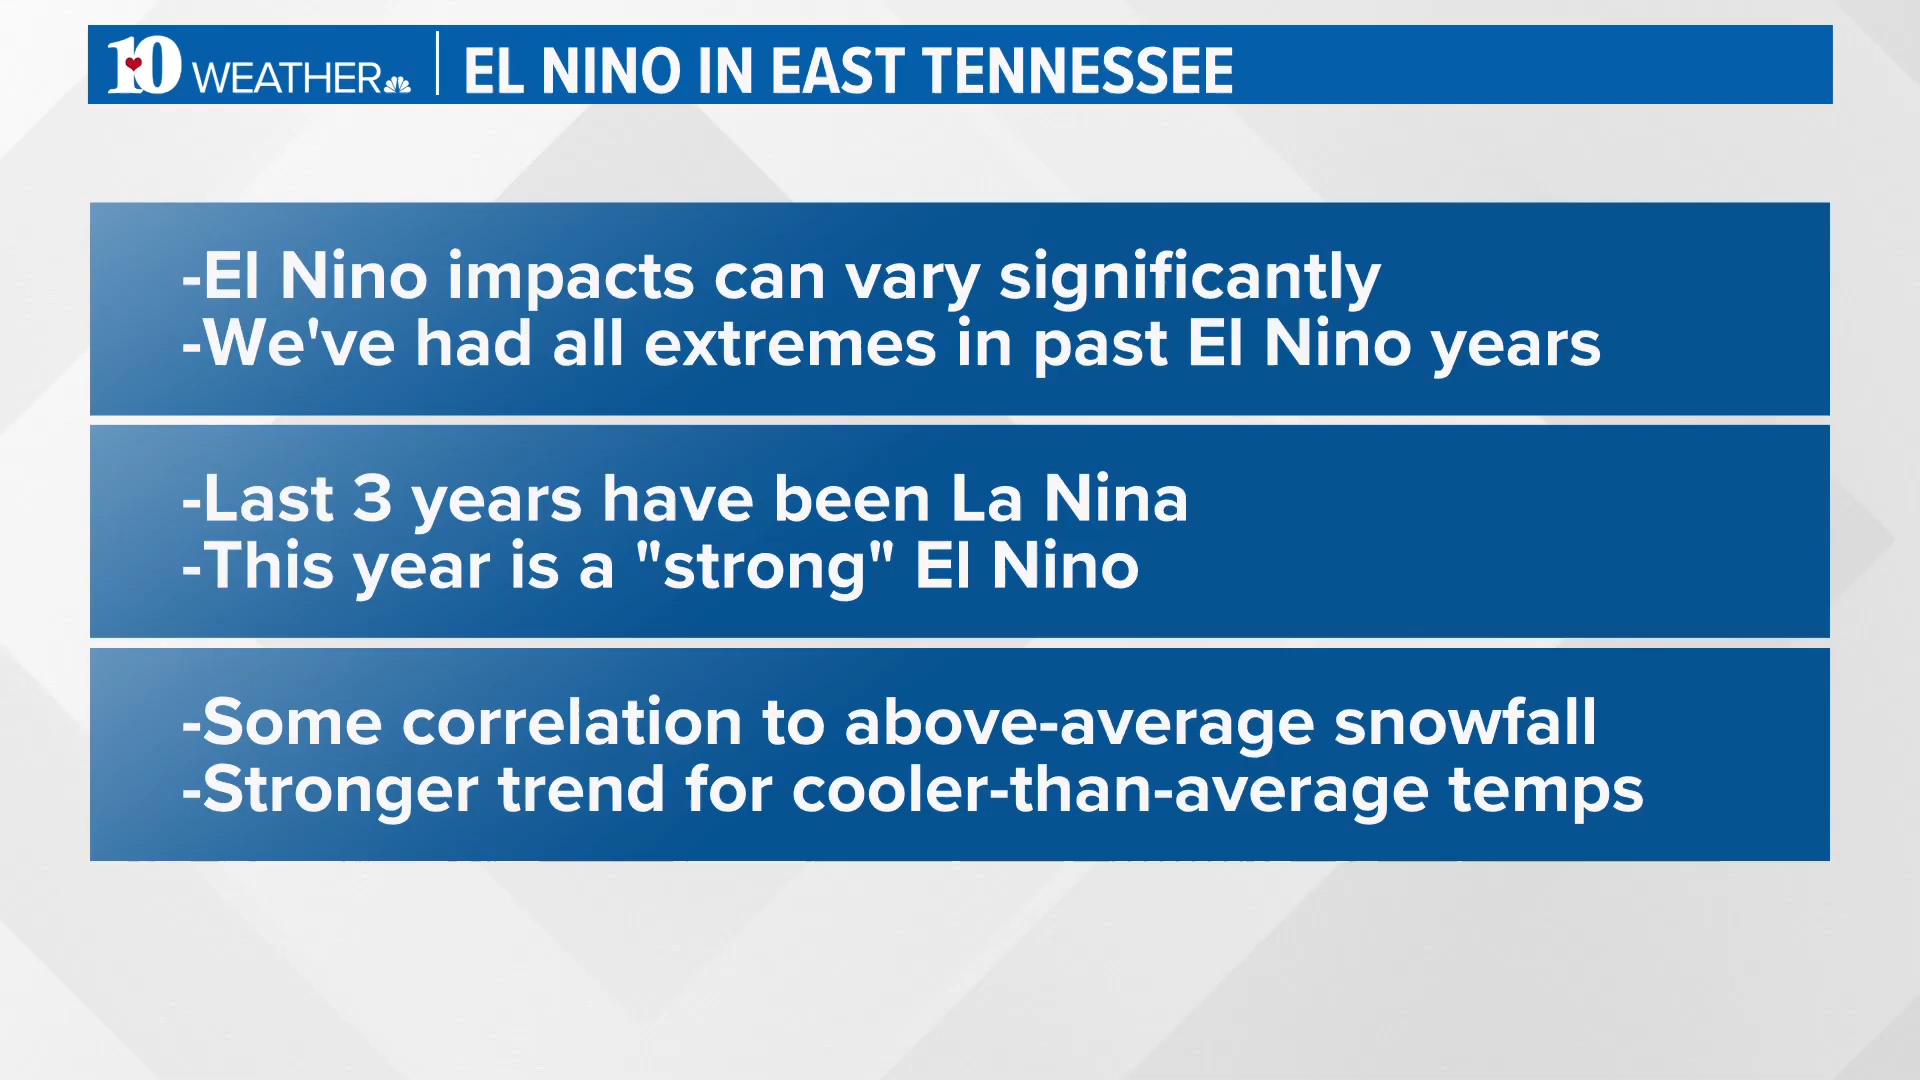 10 WEATHER EL NINO IN EAST TENNESSEE
-El Nino impacts can vary significantly
-We've had all extremes in past El Nino years
-Last 3 years have been La Nina
-This year is a "strong" El Nino
-Some correlation to above-average snowfall
-Stronger trend for cooler-than-average temps